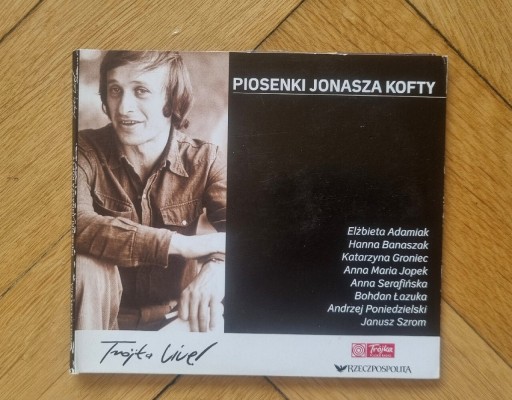 PIOSENKI JONASZA KOFTY
Elżbieta Adamiak
Hanna Banaszak
Katarzyna Groniec
Anna Maria Jopek
Anna Serafińska
Bohdan Łazuka
Andrzej Poniedzielski
Janusz Szrom
Trójka Live!
Trójka
RZECZPOSPOLITA